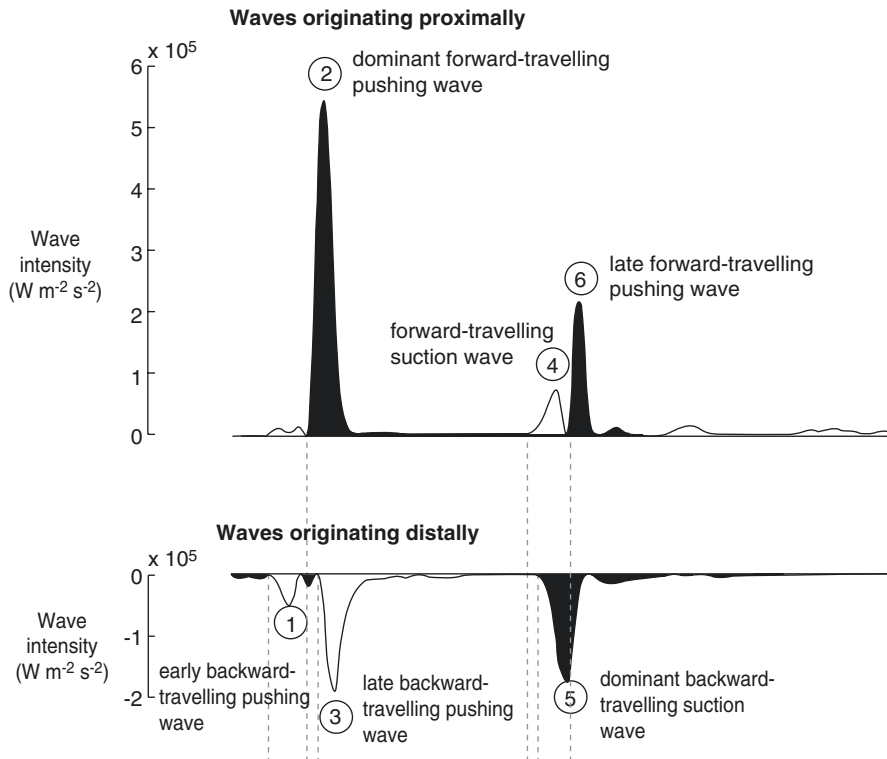 Waves originating proximally
x 10⁵
6
5
4
3
2
1
0
Wave
intensity
(W m⁻² s⁻²)
2
dominant forward-travelling
pushing wave
6
late forward-travelling
pushing wave
forward-travelling
suction wave
4
Waves originating distally
x 10⁵
0
-1
-2
Wave
intensity
(W m⁻² s⁻²)
1
early backward-
travelling pushing
wave
3
late backward-
travelling pushing
wave
5
dominant backward-
travelling suction
wave